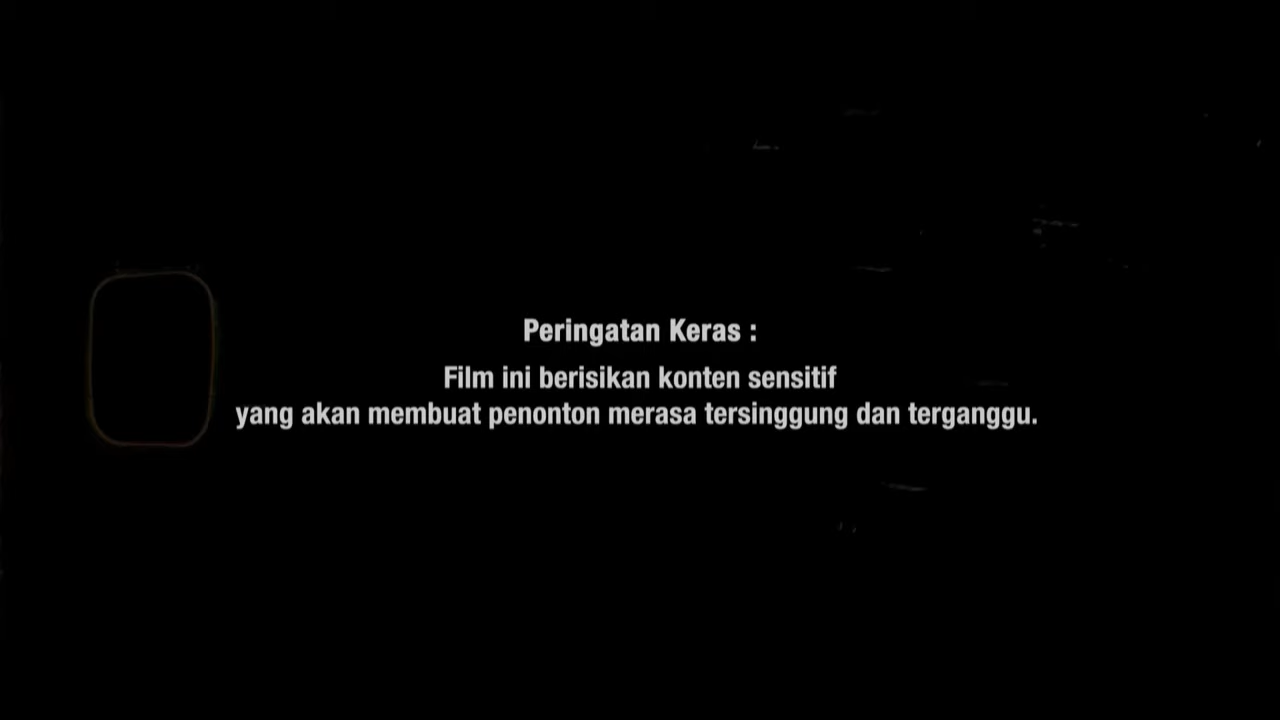 Peringatan Keras :
Film ini berisikan konten sensitif
yang akan membuat penonton merasa tersinggung dan terganggu.